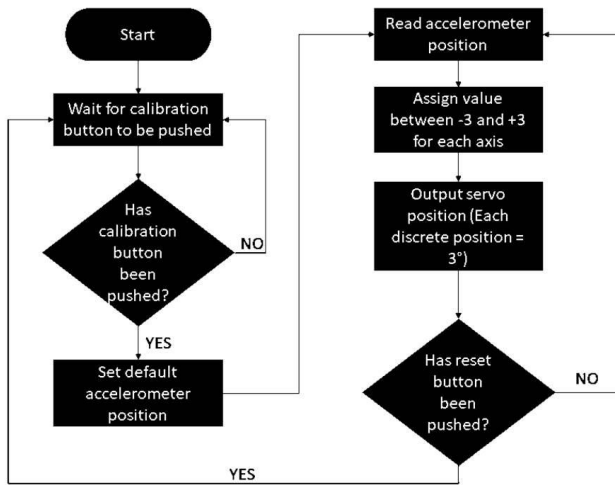 Start
Wait for calibration
button to be pushed
Has
calibration
button
been
pushed?
NO
YES
Set default
accelerometer
position
Read accelerometer
position
Assign value
between -3 and +3
for each axis
Output servo
position (Each
discrete position =
3°)
Has reset
button
been
pushed?
NO
YES